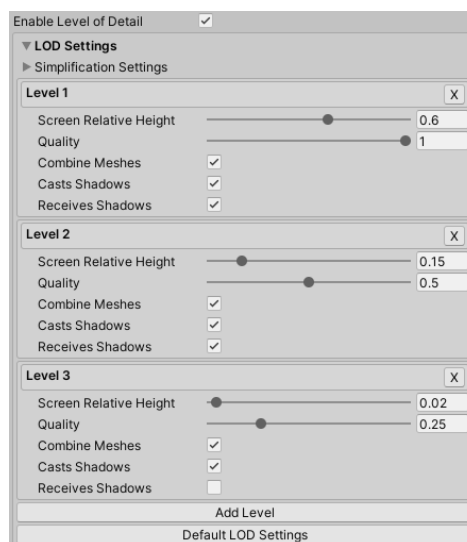 Enable Level of Detail
LOD Settings
Simplification Settings
Level 1 X
Screen Relative Height 0.6
Quality 1
Combine Meshes
Casts Shadows
Receives Shadows
Level 2 X
Screen Relative Height 0.15
Quality 0.5
Combine Meshes
Casts Shadows
Receives Shadows
Level 3 X
Screen Relative Height 0.02
Quality 0.25
Combine Meshes
Casts Shadows
Receives Shadows
Add Level
Default LOD Settings